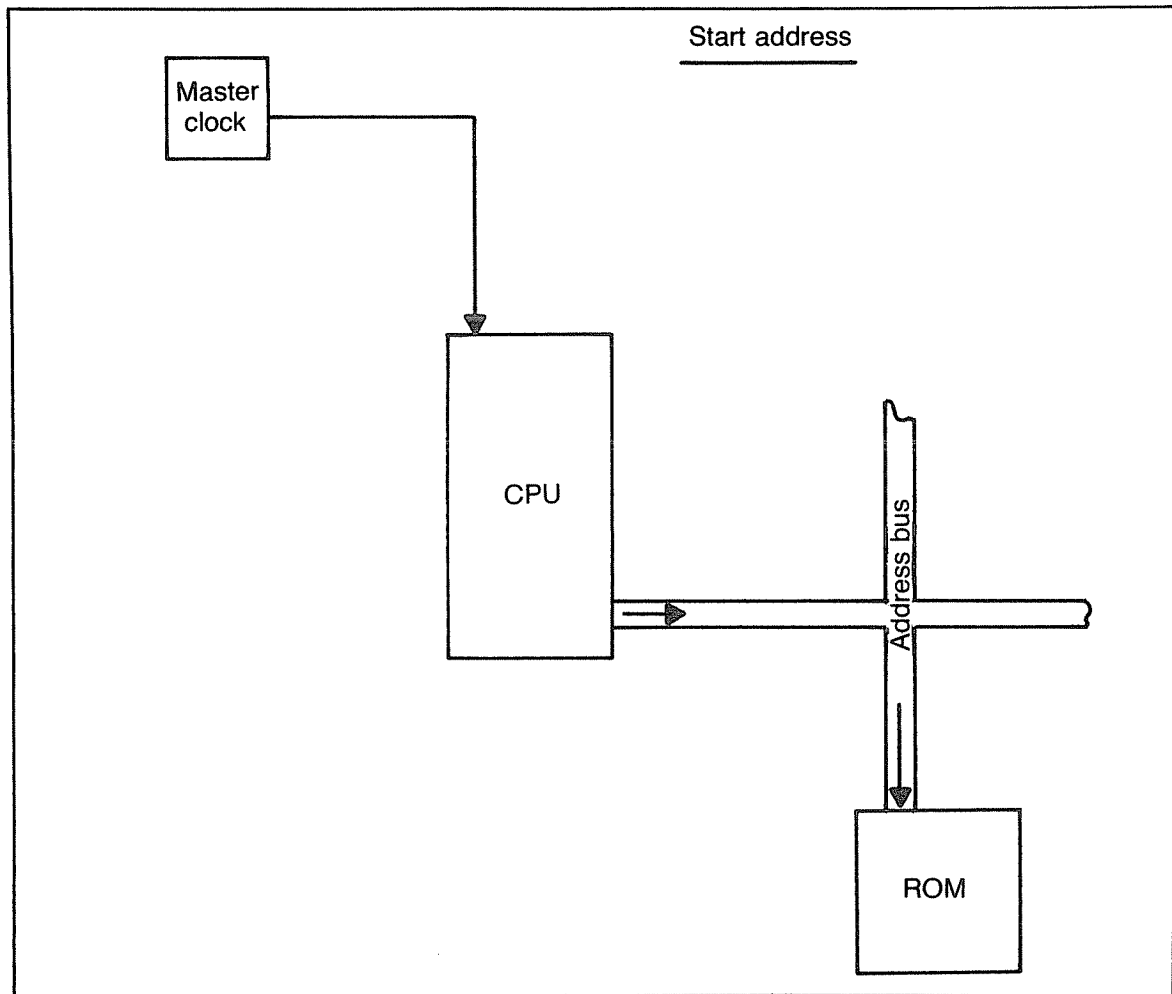 Start address
Master
clock
CPU
Address bus
ROM